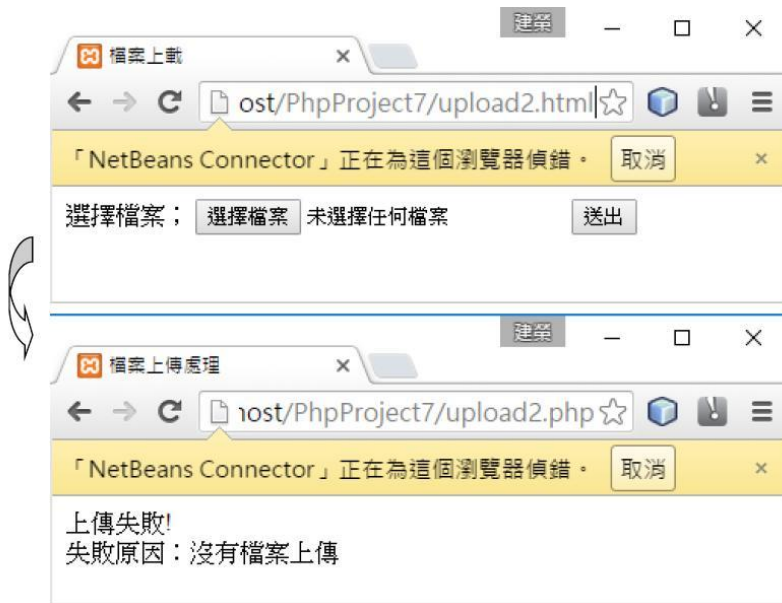 建榮
檔案上載
ost/PhpProject7/upload2.html
「NetBeans Connector」正在為這個瀏覽器偵錯。 取消
選擇檔案； 選擇檔案 未選擇任何檔案 送出
建榮
檔案上傳處理
host/PhpProject7/upload2.php
「NetBeans Connector」正在為這個瀏覽器偵錯。 取消
上傳失敗!
失敗原因：沒有檔案上傳